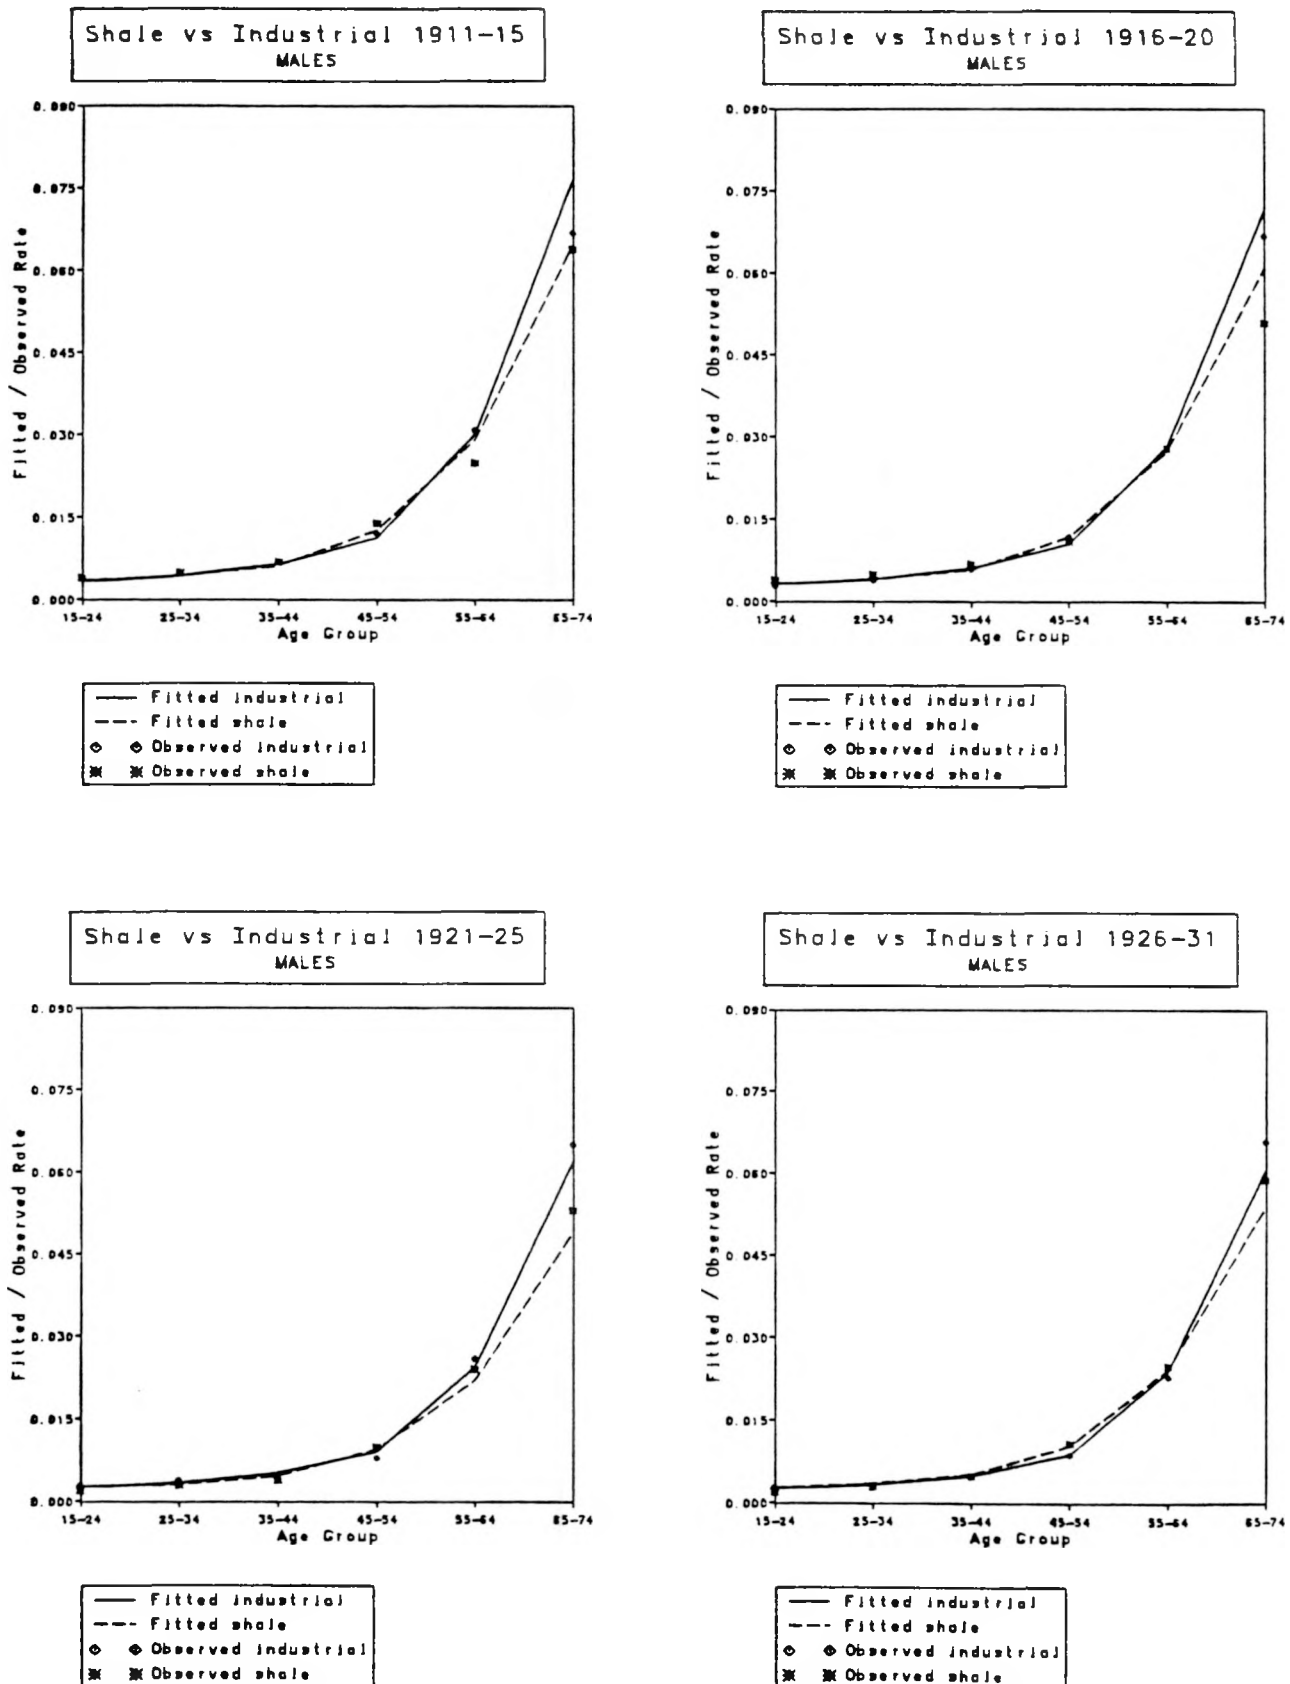 Shale vs Industrial 1911-15
MALES
0.090
0.075
0.060
0.045
0.030
0.015
0.000
Fitted / Observed Rate
15-24 25-34 35-44 45-54 55-64 65-74
Age Group
Fitted industrial
Fitted shale
Observed industrial
Observed shale
Shale vs Industrial 1916-20
MALES
0.090
0.075
0.060
0.045
0.030
0.015
0.000
Fitted / Observed Rate
15-24 25-34 35-44 45-54 55-64 65-74
Age Group
Fitted industrial
Fitted shale
Observed industrial
Observed shale
Shale vs Industrial 1921-25
MALES
0.090
0.075
0.060
0.045
0.030
0.015
0.000
Fitted / Observed Rate
15-24 25-34 35-44 45-54 55-64 65-74
Age Group
Fitted industrial
Fitted shale
Observed industrial
Observed shale
Shale vs Industrial 1926-31
MALES
0.090
0.075
0.060
0.045
0.030
0.015
0.000
Fitted / Observed Rate
15-24 25-34 35-44 45-54 55-64 65-74
Age Group
Fitted industrial
Fitted shale
Observed industrial
Observed shale